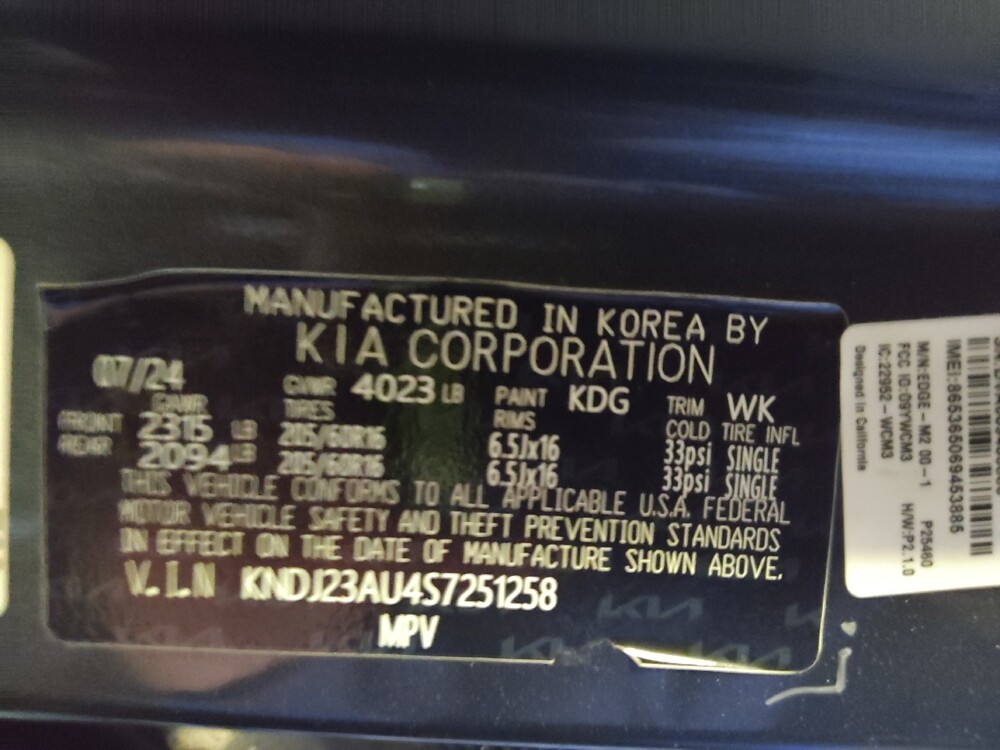 MANUFACTURED IN KOREA BY
KIA CORPORATION
07/24 GVWR 4023 LB PAINT KDG TRIM WK
GAWR TIRES RIMS COLD TIRE INFL
FRONT 2315 LB 205/60R16 6.5Jx16 33psi SINGLE
REAR 2094 LB 205/60R16 6.5Jx16 33psi SINGLE
THIS VEHICLE CONFORMS TO ALL APPLICABLE U.S.A. FEDERAL
MOTOR VEHICLE SAFETY AND THEFT PREVENTION STANDARDS
IN EFFECT ON THE DATE OF MANUFACTURE SHOWN ABOVE.
V.I.N KNDJ23AU4S7251258
MPV
IMEI:865365069453885
M/N:EDGE-M2 00-1 P25460
FCC ID:09YWCM3 H/W:P2.1.0
IC:22952-WCM3
Designed in California